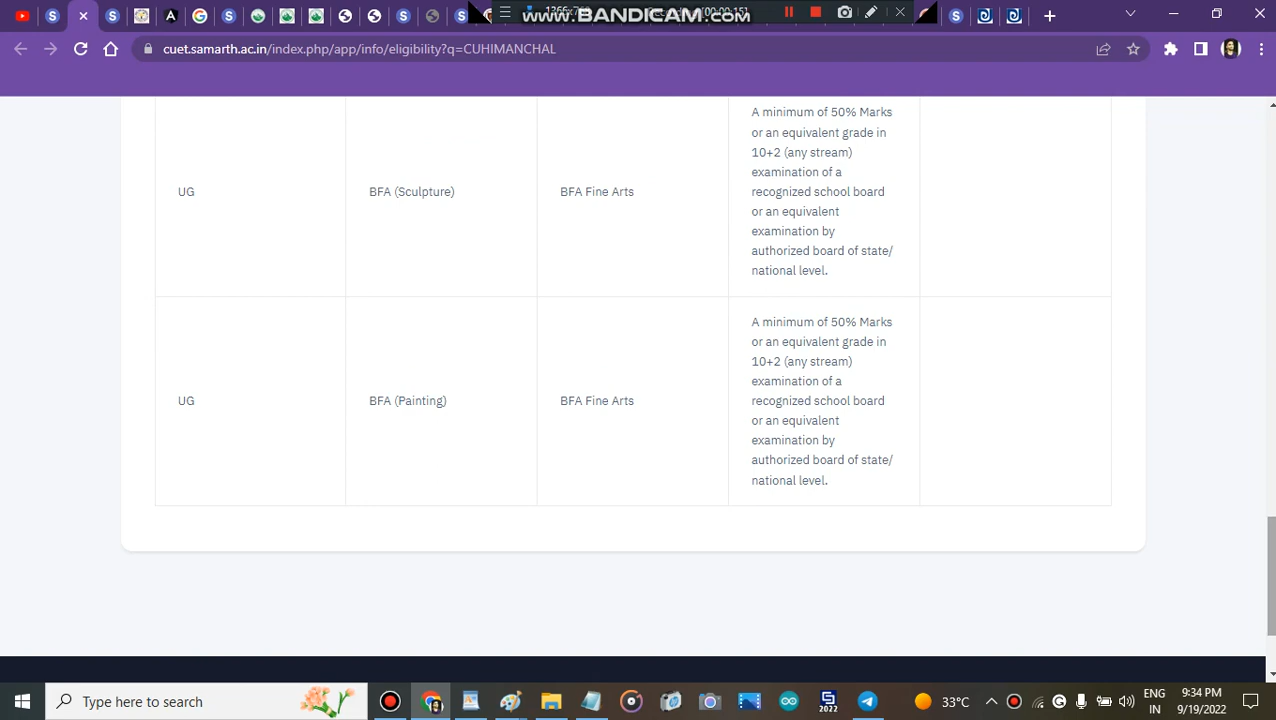 www.BANDICAM.com
cuet.samarth.ac.in/index.php/app/info/eligibility?q=CUHIMANCHAL
UG
BFA (Sculpture)
BFA Fine Arts
A minimum of 50% Marks
or an equivalent grade in
10+2 (any stream)
examination of a
recognized school board
or an equivalent
examination by
authorized board of state/
national level.
UG
BFA (Painting)
BFA Fine Arts
A minimum of 50% Marks
or an equivalent grade in
10+2 (any stream)
examination of a
recognized school board
or an equivalent
examination by
authorized board of state/
national level.
Type here to search
33°C
ENG
IN
9:34 PM
9/19/2022
2022